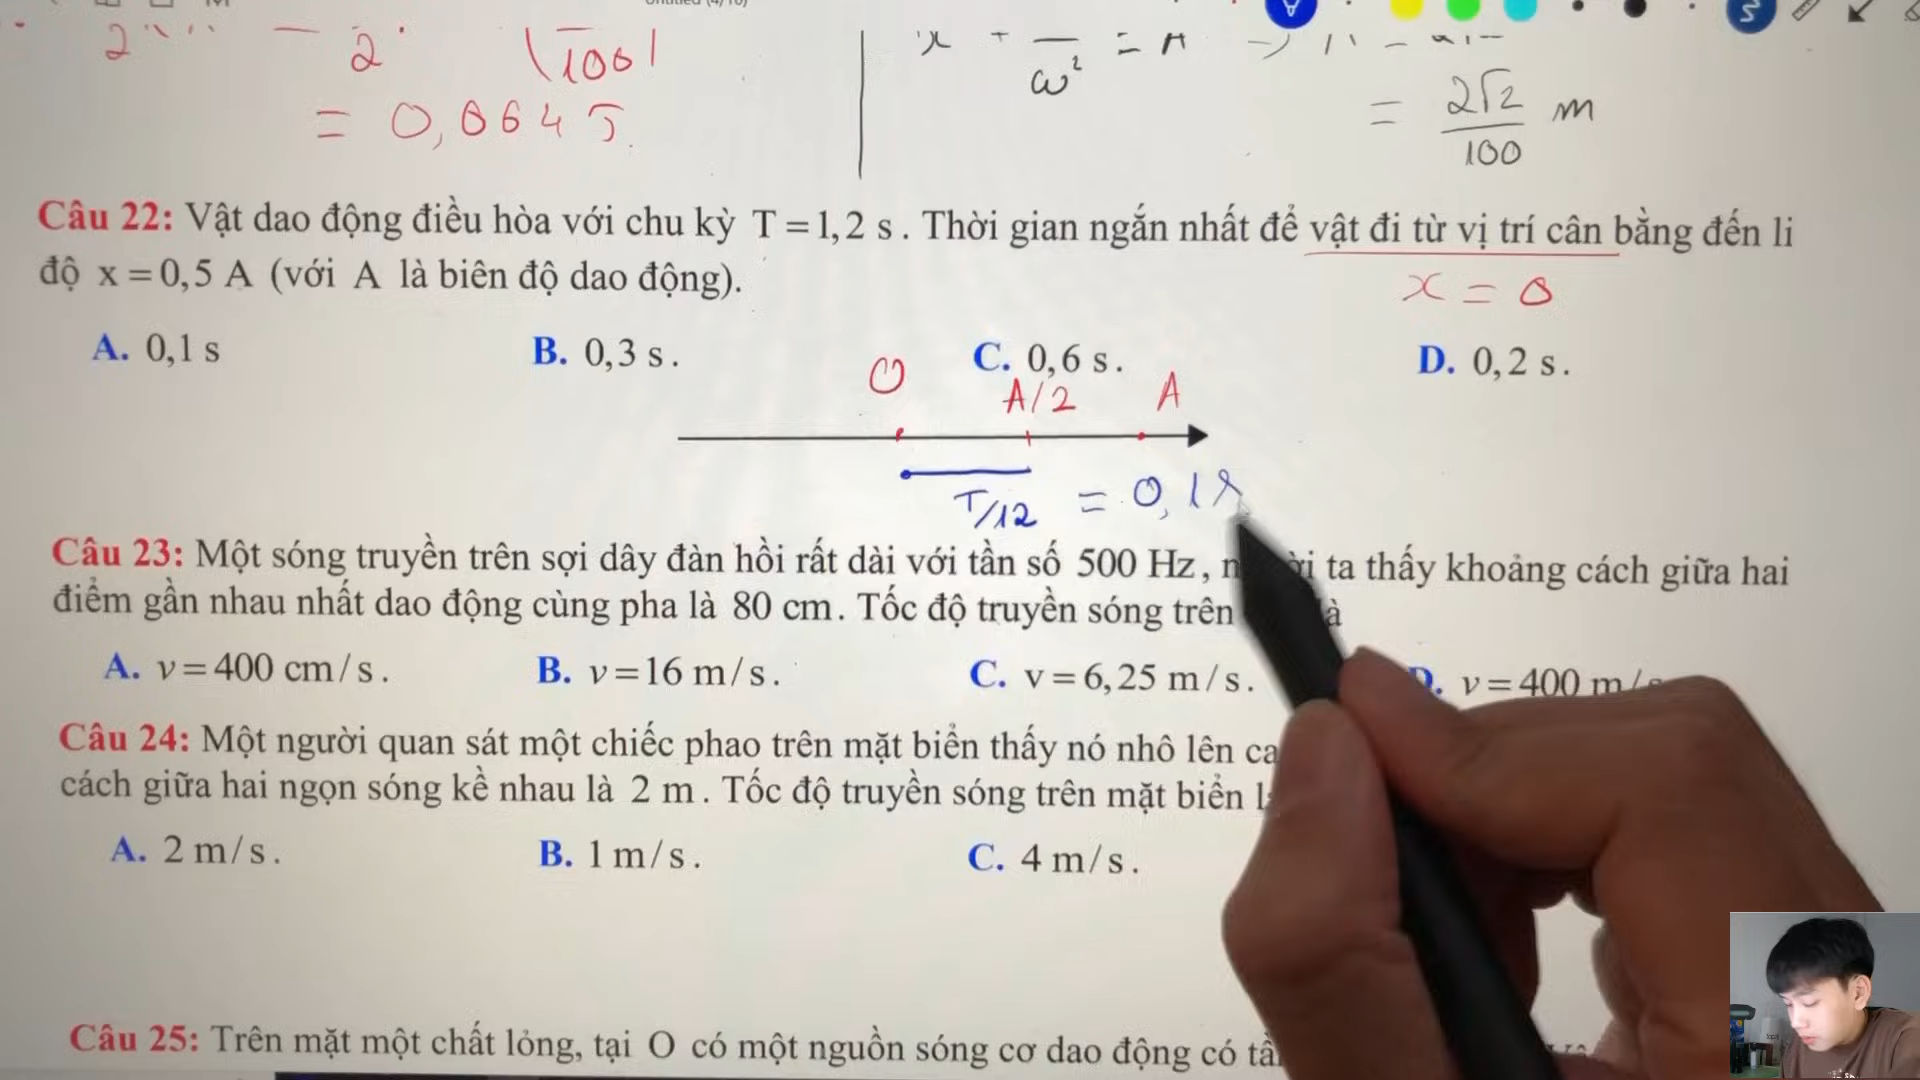 = 0,064 J
ω²
= 2√2/100 m
Câu 22: Vật dao động điều hòa với chu kỳ T = 1,2 s. Thời gian ngắn nhất để vật đi từ vị trí cân bằng đến li
độ x = 0,5 A (với A là biên độ dao động).
x = 0
A. 0,1 s B. 0,3 s. C. 0,6 s. D. 0,2 s.
O A/2 A
T/12 = 0,1s
Câu 23: Một sóng truyền trên sợi dây đàn hồi rất dài với tần số 500 Hz, ta thấy khoảng cách giữa hai
điểm gần nhau nhất dao động cùng pha là 80 cm. Tốc độ truyền sóng trên
A. v = 400 cm/s. B. v = 16 m/s. C. v = 6,25 m/s. D. v = 400 m/s
Câu 24: Một người quan sát một chiếc phao trên mặt biển thấy nó nhô lên
cách giữa hai ngọn sóng kề nhau là 2 m. Tốc độ truyền sóng trên mặt biển
A. 2 m/s. B. 1 m/s. C. 4 m/s.
Câu 25: Trên mặt một chất lỏng, tại O có một nguồn sóng cơ dao động có